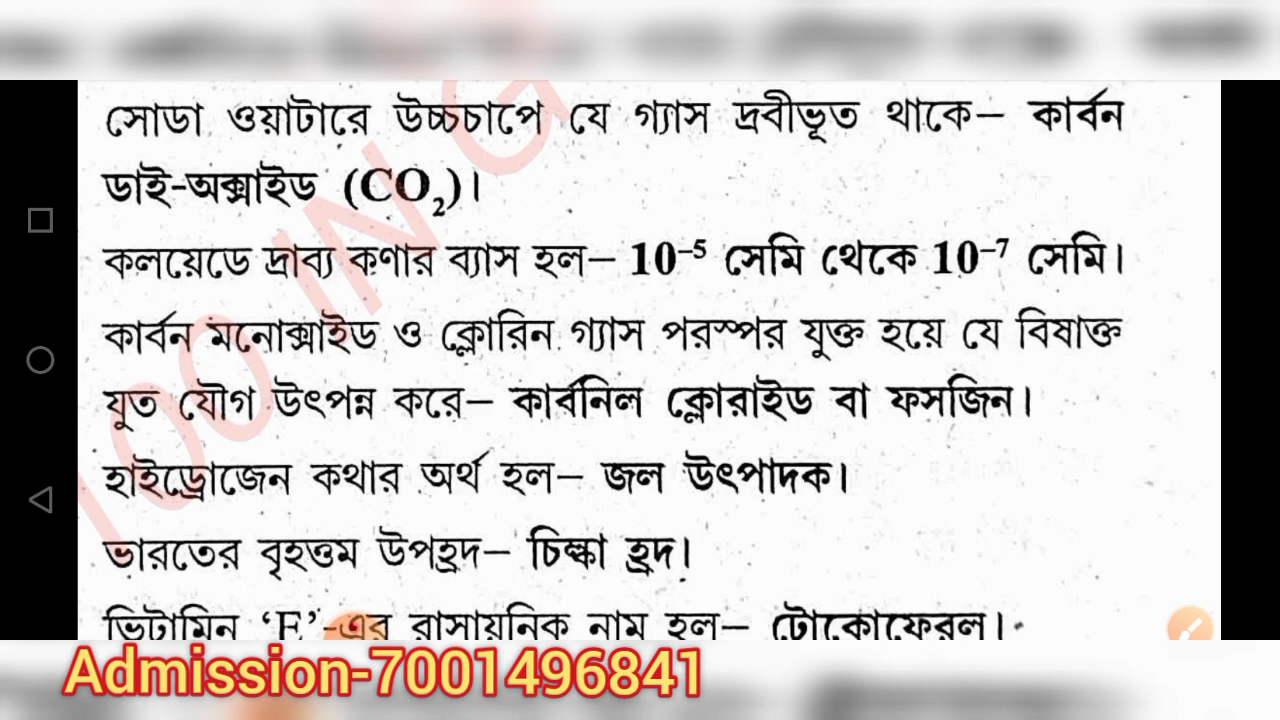 সোডা ওয়াটারে উচ্চচাপে যে গ্যাস দ্রবীভূত থাকে– কার্বন
ডাই-অক্সাইড (CO₂)।
কলয়েডে দ্রাব্য কণার ব্যাস হল– 10⁻⁵ সেমি থেকে 10⁻⁷ সেমি।
কার্বন মনোক্সাইড ও ক্লোরিন গ্যাস পরস্পর যুক্ত হয়ে যে বিষাক্ত
যুত যৌগ উৎপন্ন করে– কার্বনিল ক্লোরাইড বা ফসজিন।
হাইড্রোজেন কথার অর্থ হল– জল উৎপাদক।
ভারতের বৃহত্তম উপহ্রদ– চিল্কা হ্রদ।
ভিটামিন ‘E’-এর রাসায়নিক নাম হল– টোকোফেরল।
100 IN G
Admission-7001496841